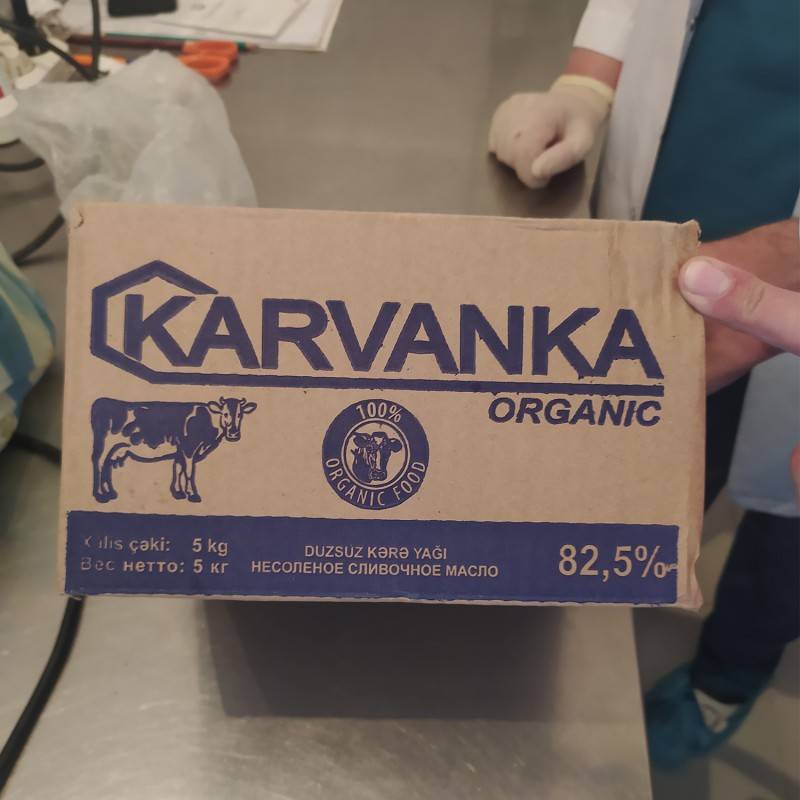 KARVANKA
ORGANIC
100%
ORGANIC FOOD
Xalis çəki: 5 kg
Вес нетто: 5 кг
DUZSUZ KƏRƏ YAĞI
НЕСОЛЕНОЕ СЛИВОЧНОЕ МАСЛО
82,5%